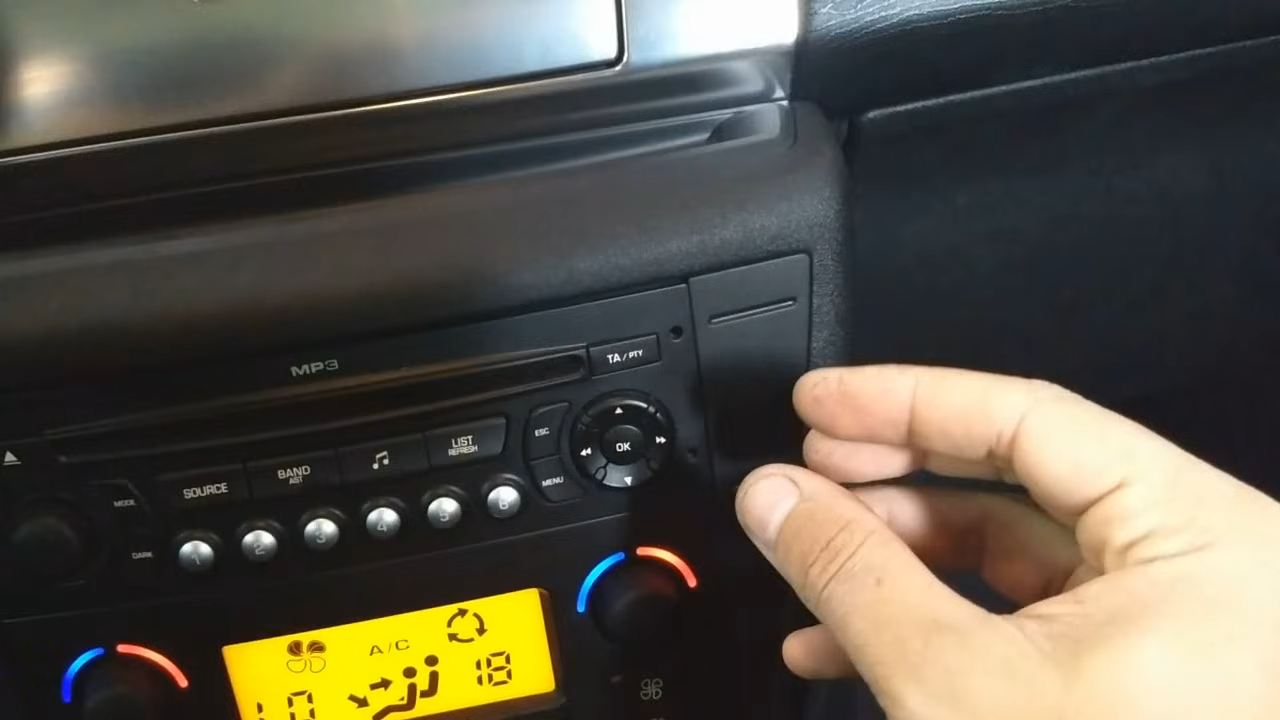 MP3
TA / PTY
LIST
REFRESH
ESC
OK
BAND
AST
SOURCE
MENU
MODE
DARK
1 2 3 4 5 6
A/C
18